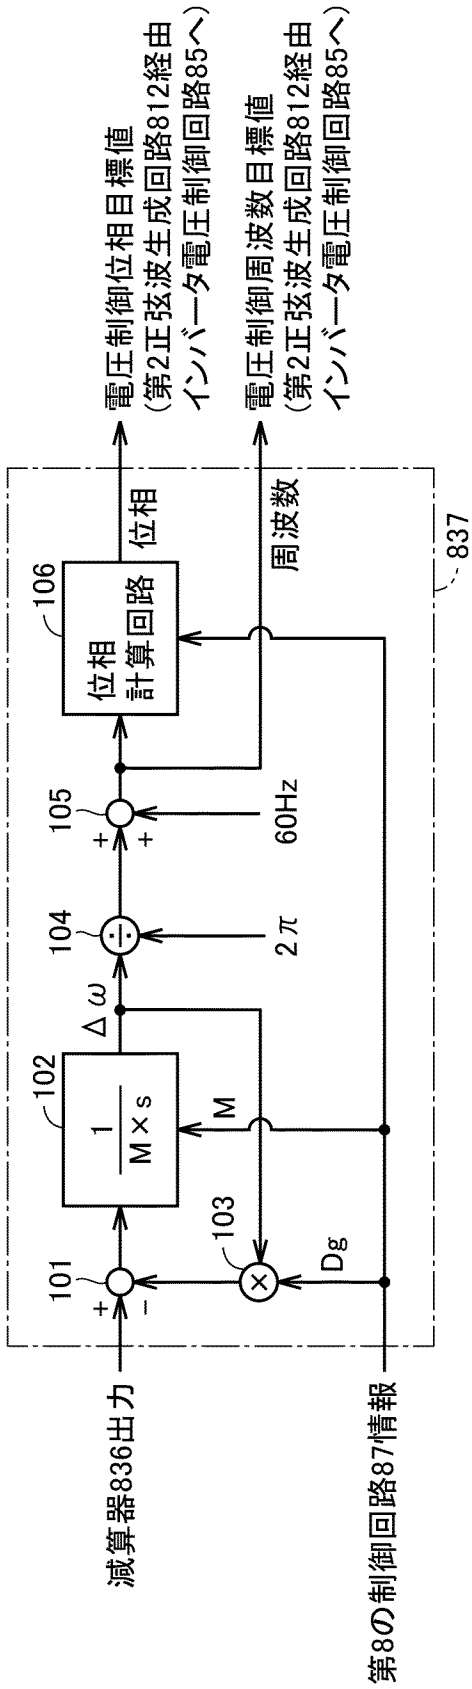 減算器836出力
101
+
−
102
1
M×s
Δω
M
103
×
Dg
104
÷
2π
105
+
+
60Hz
106
位相
計算回路
位相
周波数
電圧制御位相目標値
(第2正弦波生成回路812経由
インバータ電圧制御回路85へ)
電圧制御周波数目標値
(第2正弦波生成回路812経由
インバータ電圧制御回路85へ)
837
第8の制御回路87情報